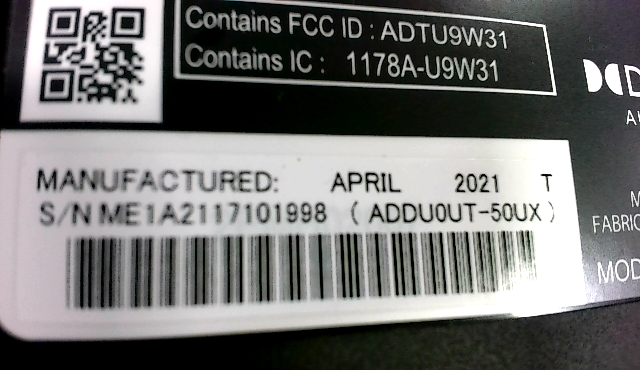 Contains FCC ID : ADTU9W31
Contains IC : 1178A-U9W31
MANUFACTURED: APRIL 2021 T
S/N ME1A2117101998 ( ADDU0UT-50UX )